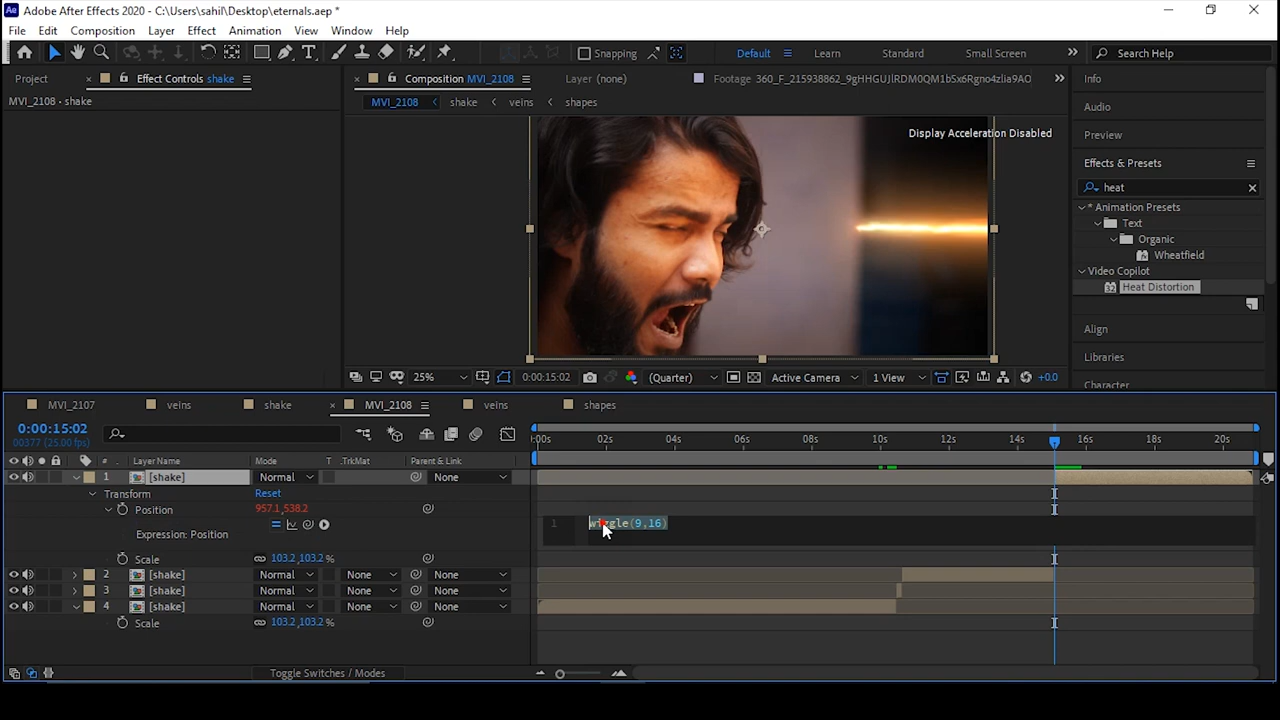 Adobe After Effects 2020 - C:\Users\sahil\Desktop\eternals.aep *
File Edit Composition Layer Effect Animation View Window Help
Snapping Default Learn Standard Small Screen Search Help
Project Effect Controls shake Composition MVI_2108 Layer (none) Footage 360_F_215938862_9gHHGUJlRDM0QM1bSx6Rgno4zlia9AO Info
MVI_2108 • shake
MVI_2108 shake veins shapes
Audio
Display Acceleration Disabled
Preview
Effects & Presets
heat
* Animation Presets
Text
Organic
Wheatfield
Video Copilot
32 Heat Distortion
Align
Libraries
25% 0:00:15:02 (Quarter) Active Camera 1 View +0.0
Character
MVI_2107 veins shake MVI_2108 veins shapes
0:00:15:02
00377 (25.00 fps)
0:00s 02s 04s 06s 08s 10s 12s 14s 16s 18s 20s
# Layer Name Mode T .TrkMat Parent & Link
1 [shake] Normal None
Transform Reset
Position 957.1,538.2
1 wiggle(9,16)
Expression: Position
Scale 103.2,103.2 %
2 [shake] Normal None None
3 [shake] Normal None None
4 [shake] Normal None None
Scale 103.2,103.2 %
Toggle Switches / Modes